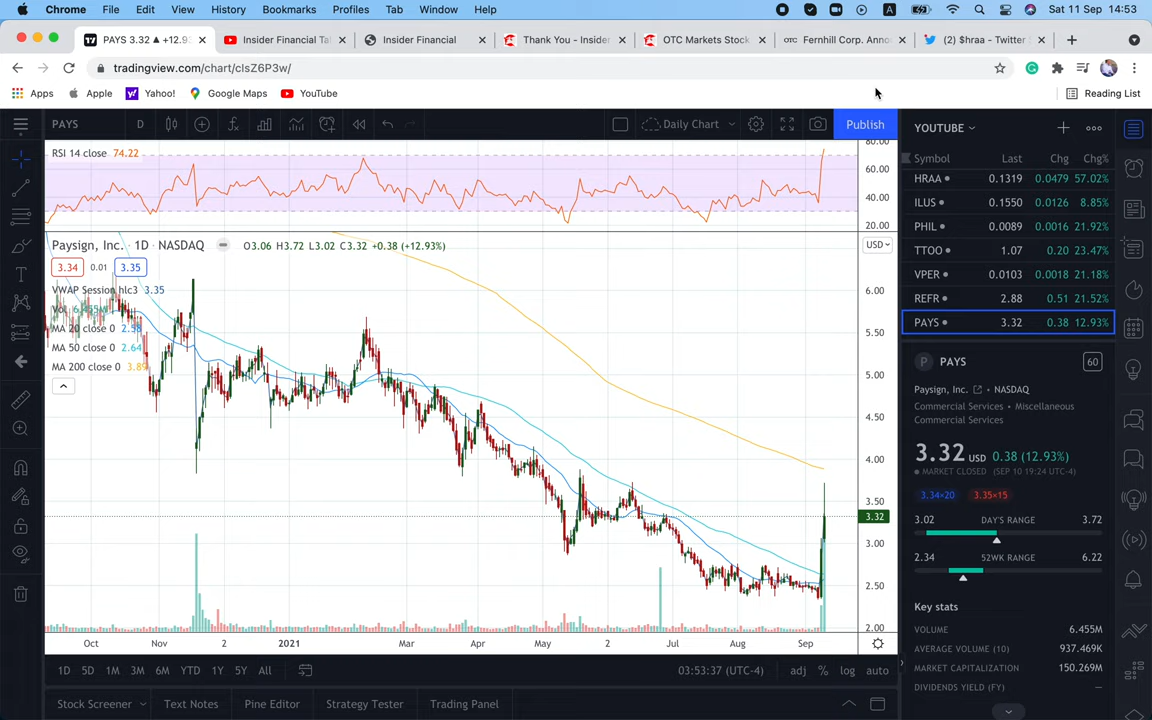 Chrome File Edit View History Bookmarks Profiles Tab Window Help A Sat 11 Sep 14:53
PAYS 3.32 ▲ +12.9 Insider Financial Ta Insider Financial Thank You - Inside OTC Markets Stock OTC Fernhill Corp. Anno (2) $hraa - Twitter
tradingview.com/chart/clsZ6P3w/
Apps Apple Yahoo! Google Maps YouTube Reading List
PAYS D Daily Chart Publish
RSI 14 close 74.22
80.00
60.00
40.00
20.00
Paysign, Inc. · 1D · NASDAQ O3.06 H3.72 L3.02 C3.32 +0.38 (+12.93%)
USD
3.34 0.01 3.35
VWAP Session hlc3 3.35
Vol 6.455M
MA 20 close 0 2.58
MA 50 close 0 2.64
MA 200 close 0 3.89
6.00
5.50
5.00
4.50
4.00
3.50
3.32
3.00
2.50
2.00
Oct Nov 2 2021 Mar Apr May 2 Jul Aug Sep
1D 5D 1M 3M 6M YTD 1Y 5Y All 03:53:37 (UTC-4) adj % log auto
Stock Screener Text Notes Pine Editor Strategy Tester Trading Panel
YOUTUBE
Symbol Last Chg Chg%
HRAA 0.1319 0.0479 57.02%
ILUS 0.1550 0.0126 8.85%
PHIL 0.0089 0.0016 21.92%
TTOO 1.07 0.20 23.47%
VPER 0.0103 0.0018 21.18%
REFR 2.88 0.51 21.52%
PAYS 3.32 0.38 12.93%
P PAYS 60
Paysign, Inc. • NASDAQ
Commercial Services • Miscellaneous
Commercial Services
3.32 USD 0.38 (12.93%)
MARKET CLOSED (SEP 10 19:24 UTC-4)
3.34×20 3.35×15
3.02 DAY'S RANGE 3.72
2.34 52WK RANGE 6.22
Key stats
VOLUME 6.455M
AVERAGE VOLUME (10) 937.469K
MARKET CAPITALIZATION 150.269M
DIVIDENDS YIELD (FY) —